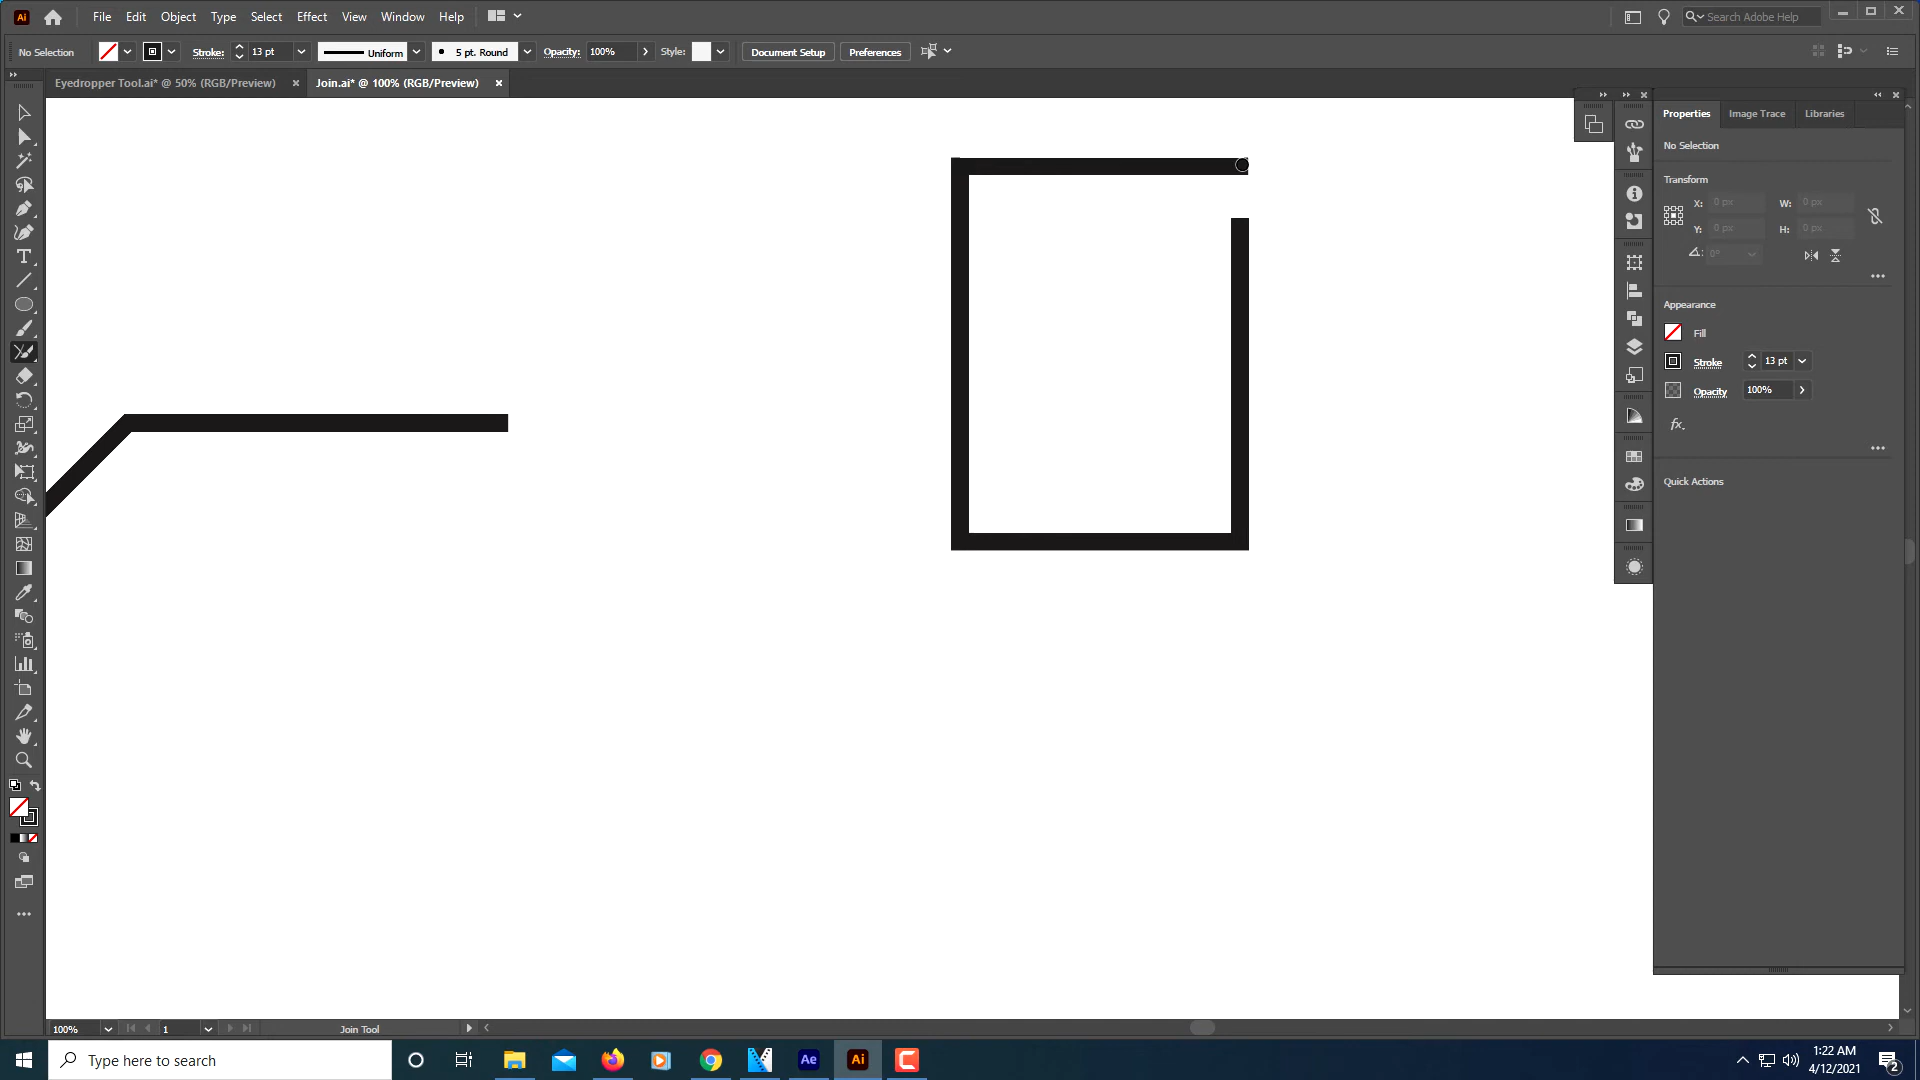 Ai File Edit Object Type Select Effect View Window Help Search Adobe Help
No Selection Stroke: 13 pt Uniform 5 pt. Round Opacity: 100% Style: Document Setup Preferences
Eyedropper Tool.ai* @ 50% (RGB/Preview) Join.ai* @ 100% (RGB/Preview)
Properties Image Trace Libraries
No Selection
Transform
X: 0 px W: 0 px
Y: 0 px H: 0 px
0°
Appearance
Fill
Stroke 13 pt
Opacity 100%
fx.
Quick Actions
100% 1 Join Tool
Type here to search Ae Ai 1:22 AM
4/12/2021 2